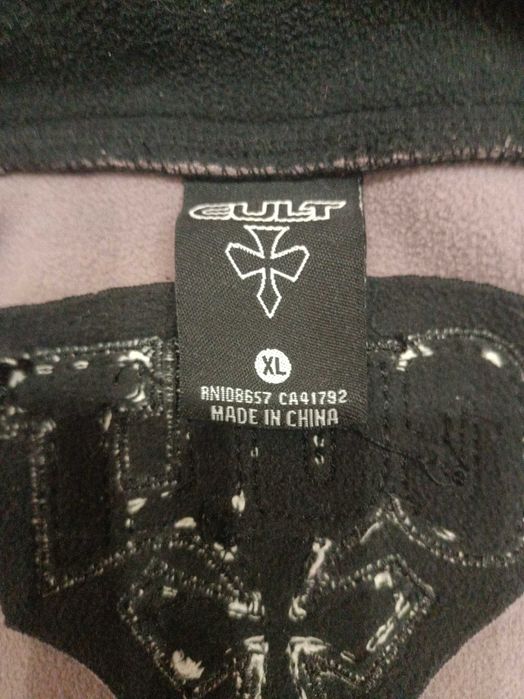 CULT
XL
RN108657 CA41792
MADE IN CHINA